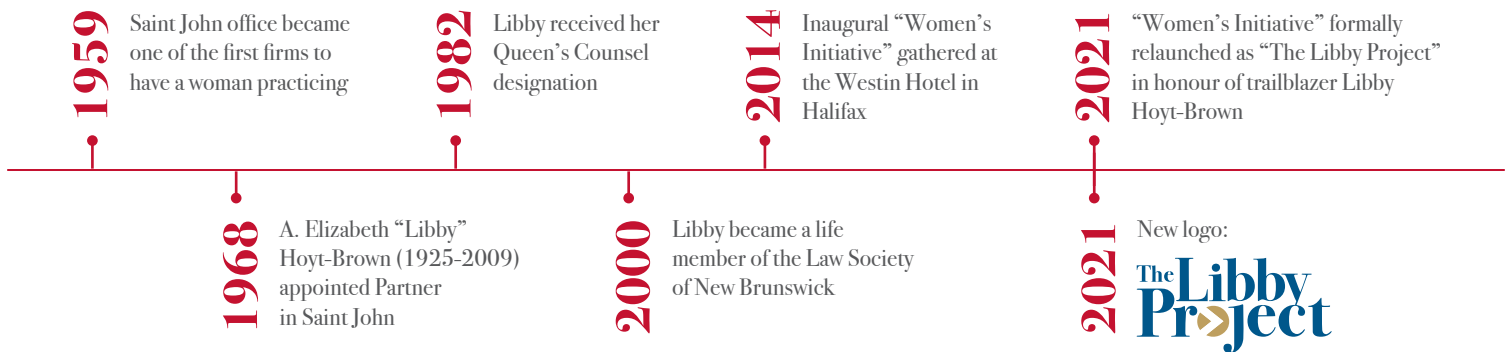 1959
Saint John office became
one of the first firms to
have a woman practicing
1968
A. Elizabeth “Libby”
Hoyt-Brown (1925-2009)
appointed Partner
in Saint John
1982
Libby received her
Queen’s Counsel
designation
2000
Libby became a life
member of the Law Society
of New Brunswick
2014
Inaugural “Women’s
Initiative” gathered at
the Westin Hotel in
Halifax
2021
“Women’s Initiative” formally
relaunched as “The Libby Project”
in honour of trailblazer Libby
Hoyt-Brown
2021
New logo:
The Libby
Project